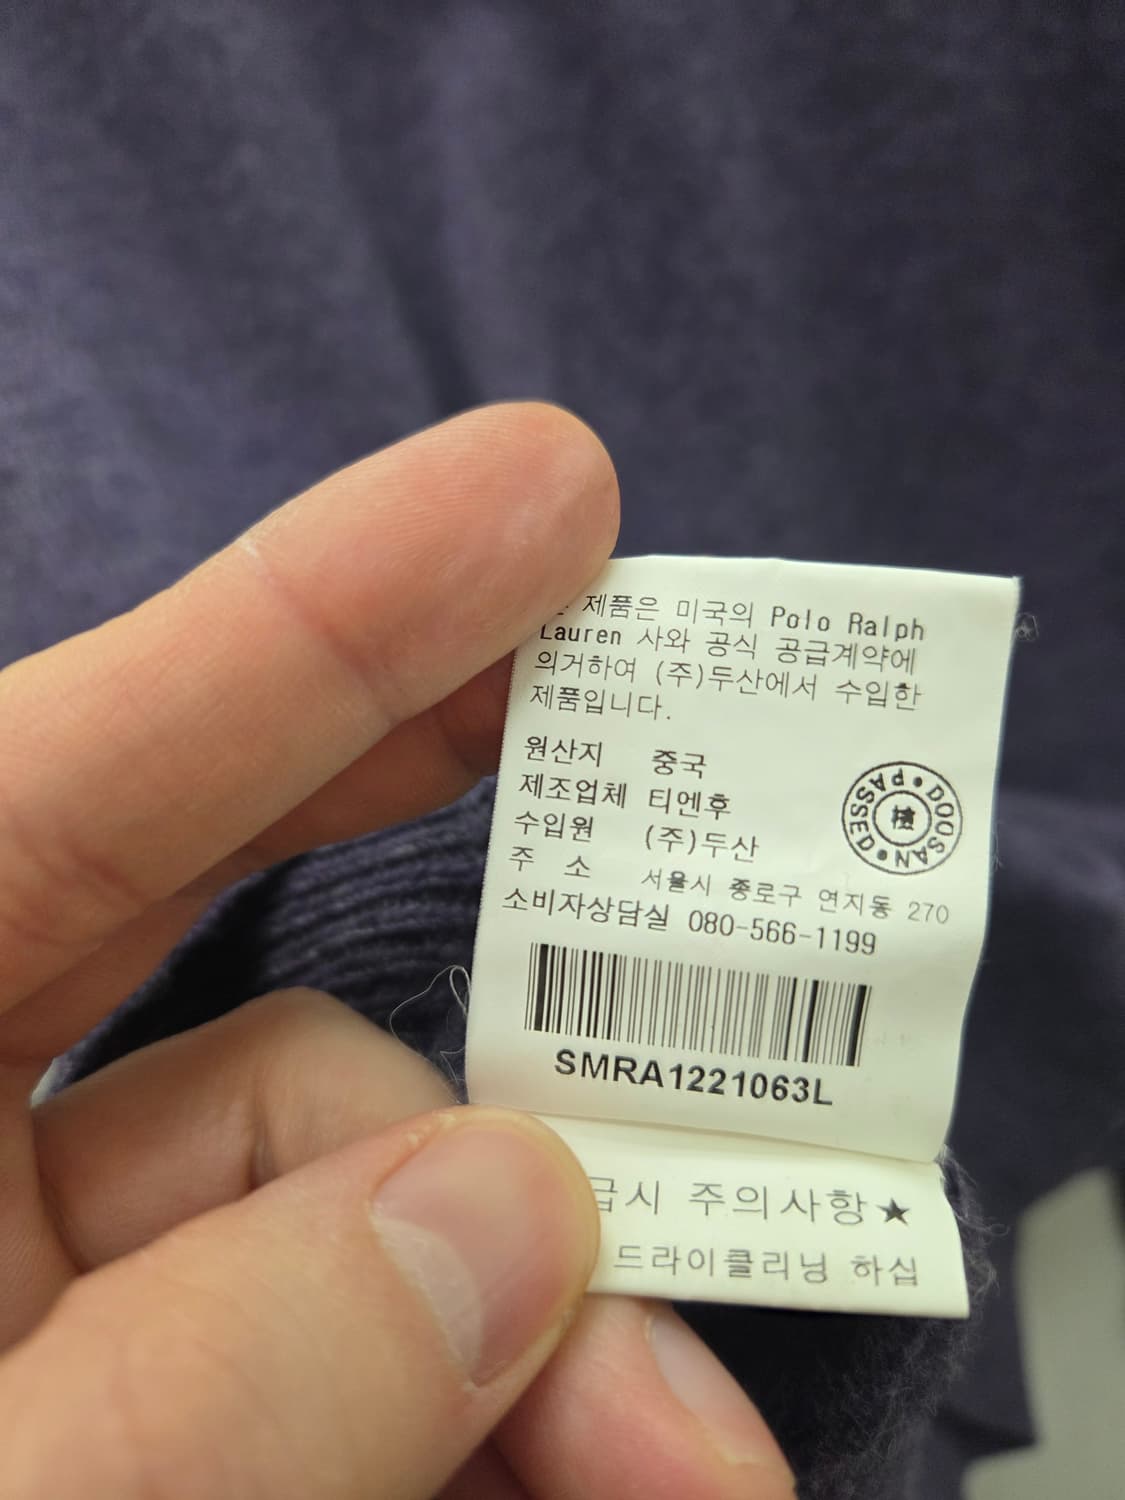 제품은 미국의 Polo Ralph
Lauren 사와 공식 공급계약에
의거하여 (주)두산에서 수입한
제품입니다.
원산지 중국
제조업체 티엔후
수입원 (주)두산
주 소 서울시 종로구 연지동 270
소비자상담실 080-566-1199
DOOSAN • PASSED •
檢
SMRA1221063L
급시 주의사항★
드라이클리닝 하십